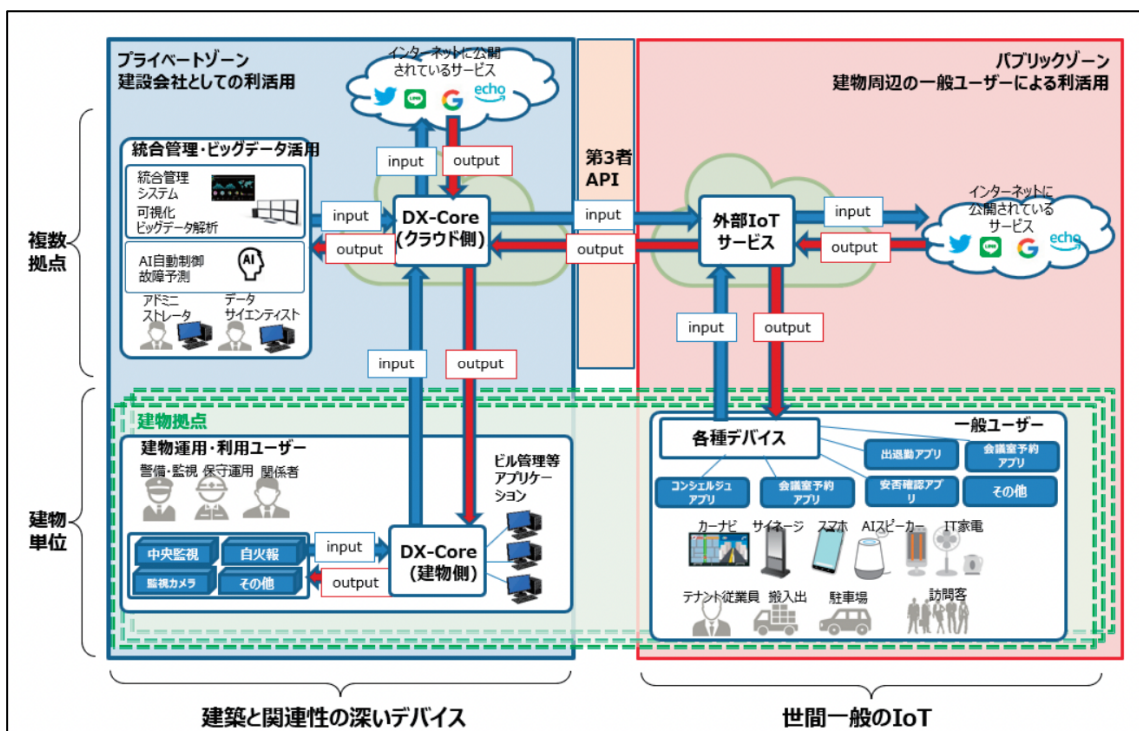 プライベートゾーン
建設会社としての利活用
インターネットに公開
されているサービス
LINE
G
echo
input
output
統合管理・ビッグデータ活用
統合管理
システム
可視化
ビッグデータ解析
AI自動制御
故障予測
AI
アドミニ
ストレータ
データ
サイエンティスト
input
output
DX-Core
(クラウド側)
第3者
API
input
output
パブリックゾーン
建物周辺の一般ユーザーによる利活用
外部IoT
サービス
input
output
インターネットに
公開されている
サービス
LINE
G
echo
複数
拠点
input
output
input
output
建物
単位
建物拠点
建物運用・利用ユーザー
警備・監視
保守運用
関係者
中央監視
自火報
監視カメラ
その他
input
output
DX-Core
(建物側)
ビル管理等
アプリケー
ション
一般ユーザー
各種デバイス
出退勤アプリ
会議室予約
アプリ
コンシェルジュ
アプリ
会議室予約
アプリ
安否確認アプ
リ
その他
カーナビ
サイネージ
スマホ
AIスピーカー
IT家電
テナント従業員
搬入出
駐車場
訪問客
建築と関連性の深いデバイス
世間一般のIoT